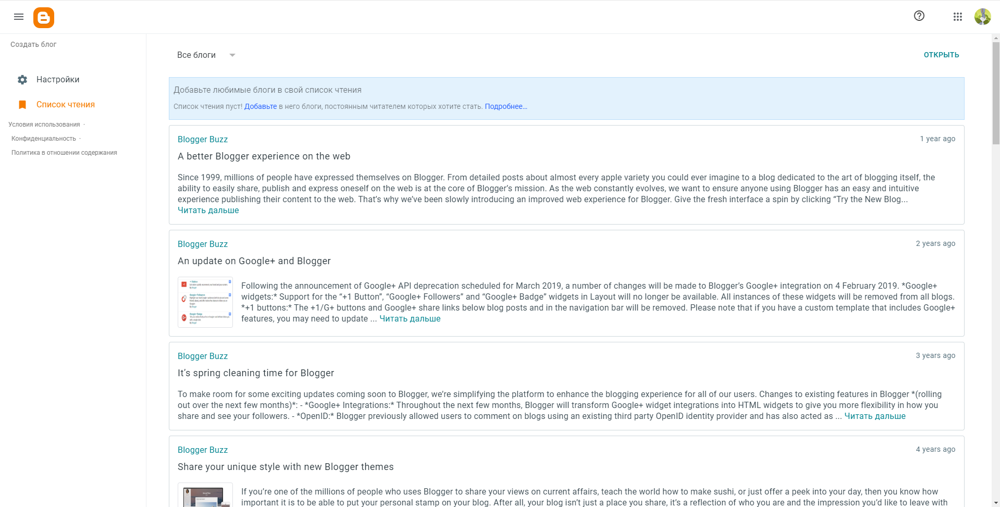 Создать блог
Настройки
Список чтения
Условия использования ·
Конфиденциальность ·
Политика в отношении содержания
Все блоги
ОТКРЫТЬ
Добавьте любимые блоги в свой список чтения
Список чтения пуст! Добавьте в него блоги, постоянным читателем которых хотите стать. Подробнее...
Blogger Buzz
1 year ago
A better Blogger experience on the web
Since 1999, millions of people have expressed themselves on Blogger. From detailed posts about almost every apple variety you could ever imagine to a blog dedicated to the art of blogging itself, the
ability to easily share, publish and express oneself on the web is at the core of Blogger’s mission. As the web constantly evolves, we want to ensure anyone using Blogger has an easy and intuitive
experience publishing their content to the web. That’s why we’ve been slowly introducing an improved web experience for Blogger. Give the fresh interface a spin by clicking “Try the New Blog...
Читать дальше
Blogger Buzz
2 years ago
An update on Google+ and Blogger
Following the announcement of Google+ API deprecation scheduled for March 2019, a number of changes will be made to Blogger’s Google+ integration on 4 February 2019. *Google+
widgets:* Support for the “+1 Button”, “Google+ Followers” and “Google+ Badge” widgets in Layout will no longer be available. All instances of these widgets will be removed from all blogs.
*+1 buttons:* The +1/G+ buttons and Google+ share links below blog posts and in the navigation bar will be removed. Please note that if you have a custom template that includes Google+
features, you may need to update ... Читать дальше
Blogger Buzz
3 years ago
It’s spring cleaning time for Blogger
To make room for some exciting updates coming soon to Blogger, we’re simplifying the platform to enhance the blogging experience for all of our users. Changes to existing features in Blogger *(rolling
out over the next few months)*: - *Google+ Integrations:* Throughout the next few months, Blogger will transform Google+ widget integrations into HTML widgets to give you more flexibility in how you
share and see your followers. - *OpenID:* Blogger previously allowed users to comment on blogs using an existing third party OpenID identity provider and has also acted as ... Читать дальше
Blogger Buzz
4 years ago
Share your unique style with new Blogger themes
If you’re one of the millions of people who uses Blogger to share your views on current affairs, teach the world how to make sushi, or just offer a peek into your day, then you know how
important it is to be able to put your personal stamp on your blog. After all, your blog isn’t just a place you share, it’s a reflection of who you are and the impression you’d like to leave with